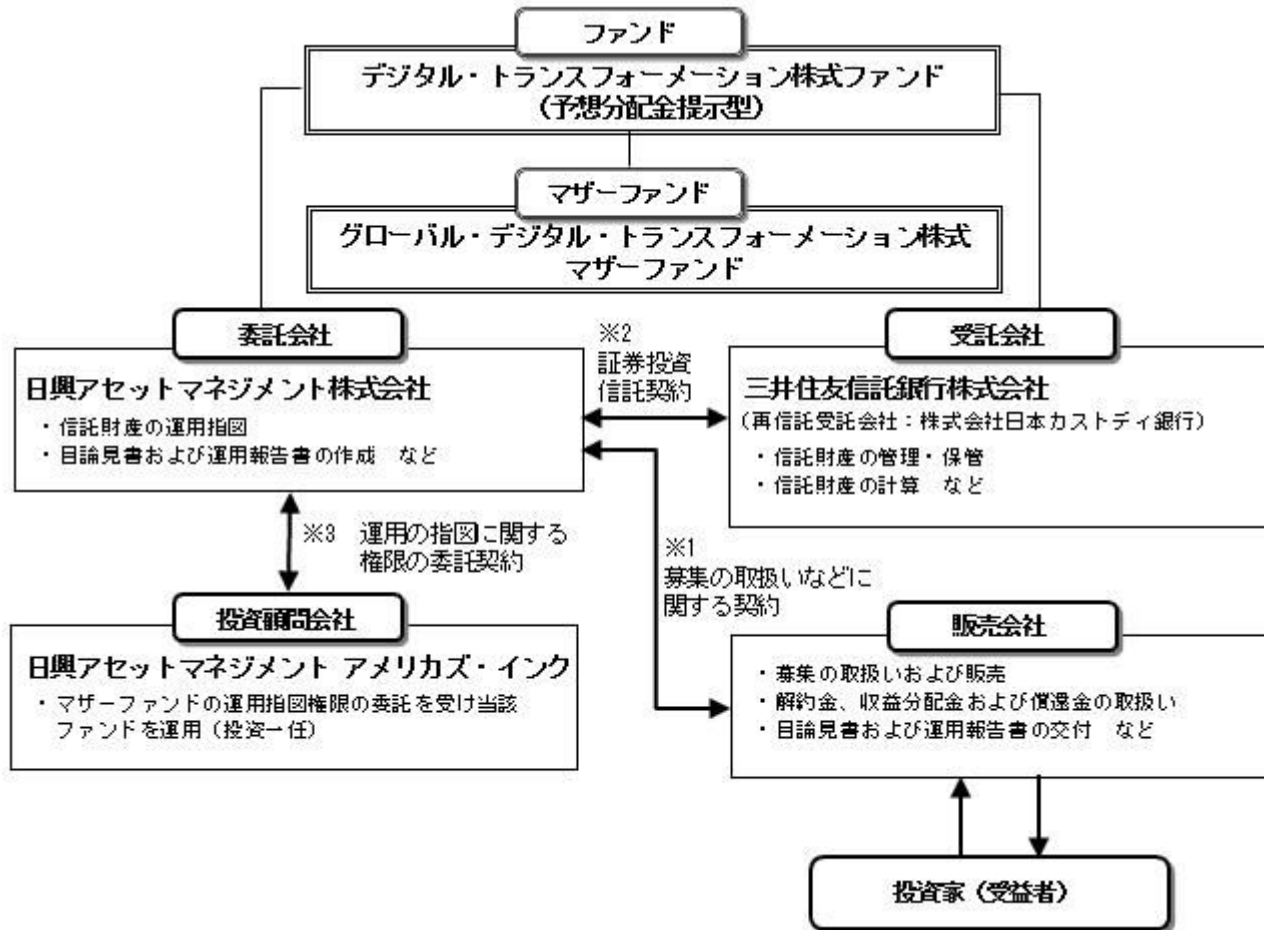 ファンド
デジタル・トランスフォーメーション株式ファンド
（予想分配金提示型）
マザーファンド
グローバル・デジタル・トランスフォーメーション株式
マザーファンド
委託会社
日興アセットマネジメント株式会社
・信託財産の運用指図
・目論見書および運用報告書の作成　など
※2
証券投資
信託契約
受託会社
三井住友信託銀行株式会社
（再信託受託会社：株式会社日本カストディ銀行）
・信託財産の管理・保管
・信託財産の計算　など
※3　運用の指図に関する
権限の委託契約
※1
募集の取扱いなどに
関する契約
投資顧問会社
日興アセットマネジメント アメリカズ・インク
・マザーファンドの運用指図権限の委託を受け当該
ファンドを運用（投資一任）
販売会社
・募集の取扱いおよび販売
・解約金、収益分配金および償還金の取扱い
・目論見書および運用報告書の交付　など
投資家（受益者）